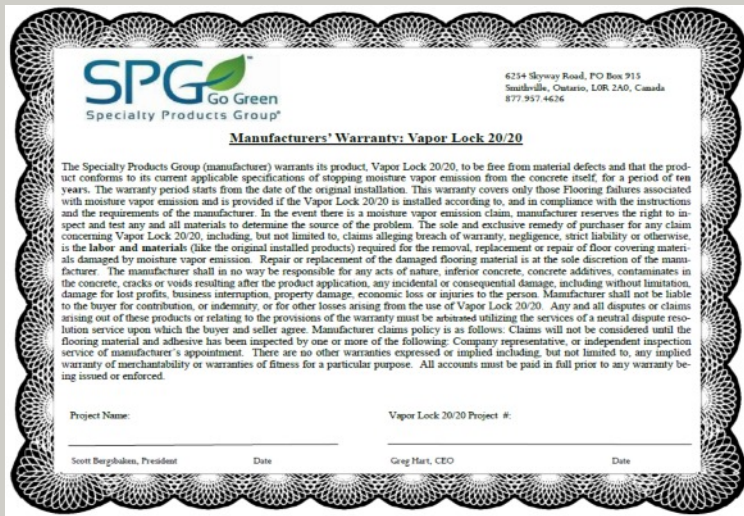 SPG Go Green
Specialty Products Group
6254 Skyway Road, PO Box 915
Smithville, Ontario, L0R 2A0, Canada
877.957.4626
Manufacturers' Warranty: Vapor Lock 20/20
The Specialty Products Group (manufacturer) warrants its product, Vapor Lock 20/20, to be free from material defects and that the prod-
uct conforms to its current applicable specifications of stopping moisture vapor emission from the concrete itself, for a period of ten
years. The warranty period starts from the date of the original installation. This warranty covers only those Flooring failures associated
with moisture vapor emission and is provided if the Vapor Lock 20/20 is installed according to, and in compliance with the instructions
and the requirements of the manufacturer. In the event there is a moisture vapor emission claim, manufacturer reserves the right to in-
spect and test any and all materials to determine the source of the problem. The sole and exclusive remedy of purchaser for any claim
concerning Vapor Lock 20/20, including, but not limited to, claims alleging breach of warranty, negligence, strict liability or otherwise,
is the labor and materials (like the original installed products) required for the removal, replacement or repair of floor covering materi-
als damaged by moisture vapor emission. Repair or replacement of the damaged flooring material is at the sole discretion of the manu-
facturer. The manufacturer shall in no way be responsible for any acts of nature, inferior concrete, concrete additives, contaminates in
the concrete, cracks or voids resulting after the product application, any incidental or consequential damage, including without limitation,
damage for lost profits, business interruption, property damage, economic loss or injuries to the person. Manufacturer shall not be liable
to the buyer for contribution, or indemnity, or for other losses arising from the use of Vapor Lock 20/20. Any and all disputes or claims
arising out of these products or relating to the provisions of the warranty must be arbitrated utilizing the services of a neutral dispute reso-
lution service upon which the buyer and seller agree. Manufacturer claims policy is as follows: Claims will not be considered until the
flooring material and adhesive has been inspected by one or more of the following: Company representative, or independent inspection
service of manufacturer's appointment. There are no other warranties expressed or implied including, but not limited to, any implied
warranty of merchantability or warranties of fitness for a particular purpose. All accounts must be paid in full prior to any warranty be-
ing issued or enforced.
Project Name: Vapor Lock 20/20 Project #:
Scott Bergsbaken, President Date Greg Hart, CEO Date